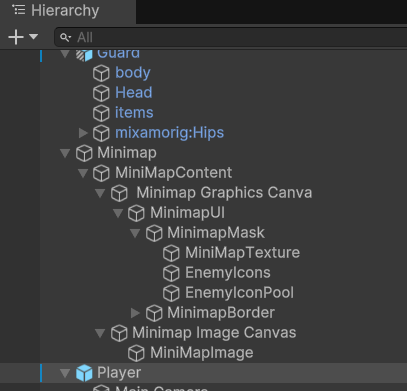 Hierarchy
All
Guard
body
Head
items
mixamorig:Hips
Minimap
MiniMapContent
Minimap Graphics Canva
MinimapUI
MinimapMask
MiniMapTexture
EnemyIcons
EnemyIconPool
MinimapBorder
Minimap Image Canvas
MiniMapImage
Player
Main Camera